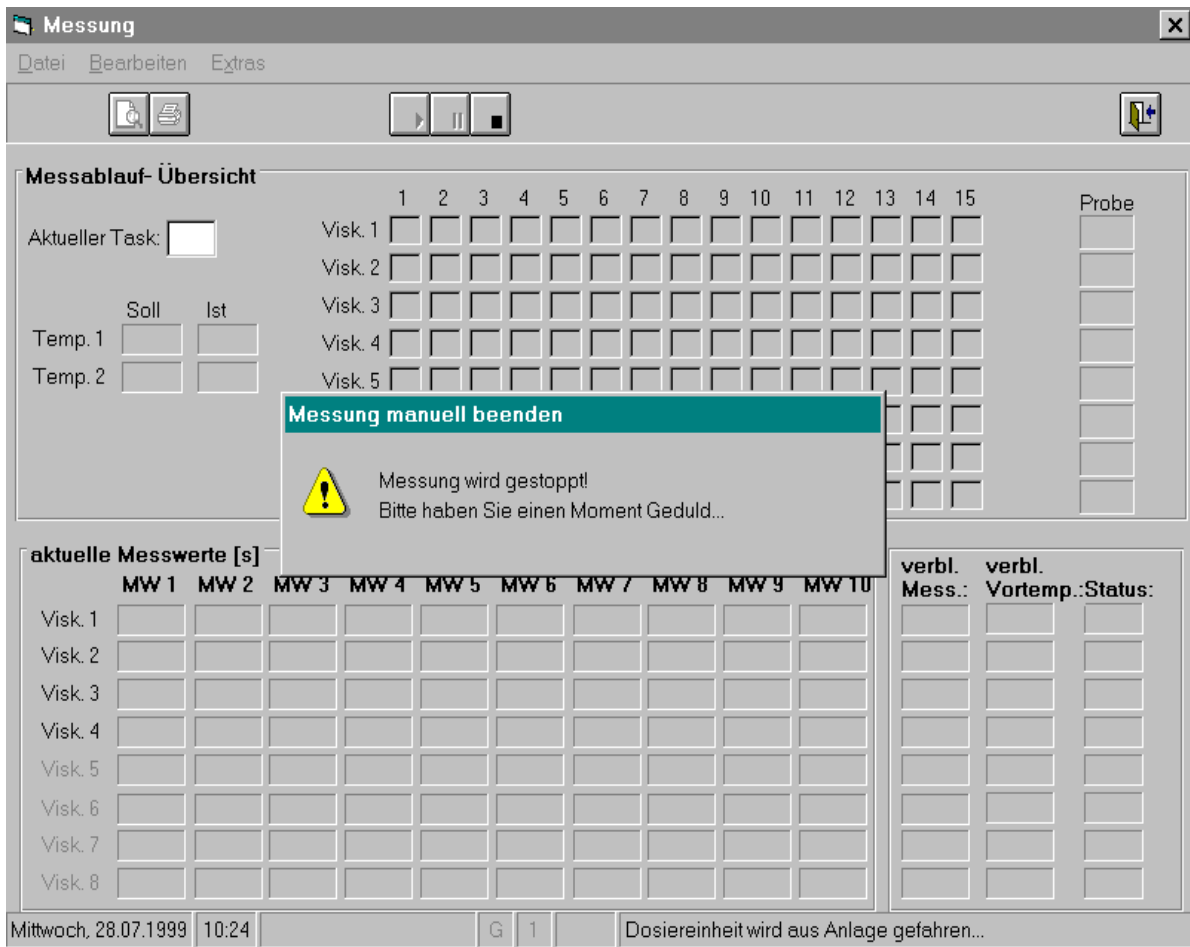 Messung
Datei Bearbeiten Extras
Messablauf- Übersicht
1 2 3 4 5 6 7 8 9 10 11 12 13 14 15
Probe
Aktueller Task:
Visk. 1
Visk. 2
Soll Ist
Visk. 3
Temp. 1
Visk. 4
Temp. 2
Visk. 5
Messung manuell beenden
Messung wird gestoppt!
Bitte haben Sie einen Moment Geduld...
aktuelle Messwerte [s]
MW 1 MW 2 MW 3 MW 4 MW 5 MW 6 MW 7 MW 8 MW 9 MW 10
verbl. verbl.
Mess.: Vortemp.: Status:
Visk. 1
Visk. 2
Visk. 3
Visk. 4
Visk. 5
Visk. 6
Visk. 7
Visk. 8
Mittwoch, 28.07.1999 10:24 G 1 Dosiereinheit wird aus Anlage gefahren...